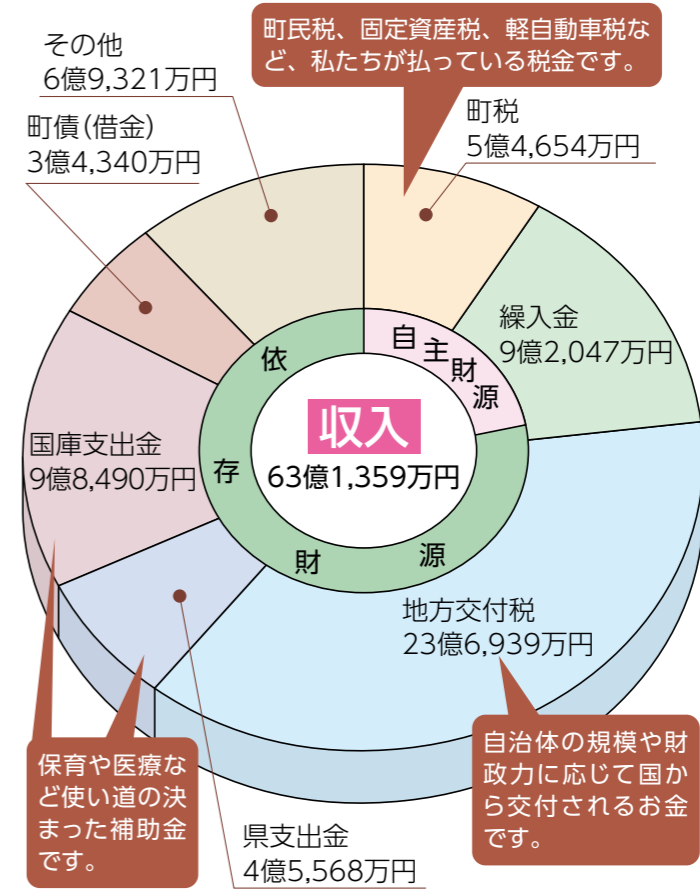 町民税、固定資産税、軽自動車税な
ど、私たちが払っている税金です。
その他
6億9,321万円
町債(借金)
3億4,340万円
町税
5億4,654万円
繰入金
9億2,047万円
自主財源
依存財源
収入
63億1,359万円
国庫支出金
9億8,490万円
地方交付税
23億6,939万円
自治体の規模や財
政力に応じて国か
ら交付されるお金
です。
保育や医療な
ど使い道の決
まった補助金
です。
県支出金
4億5,568万円